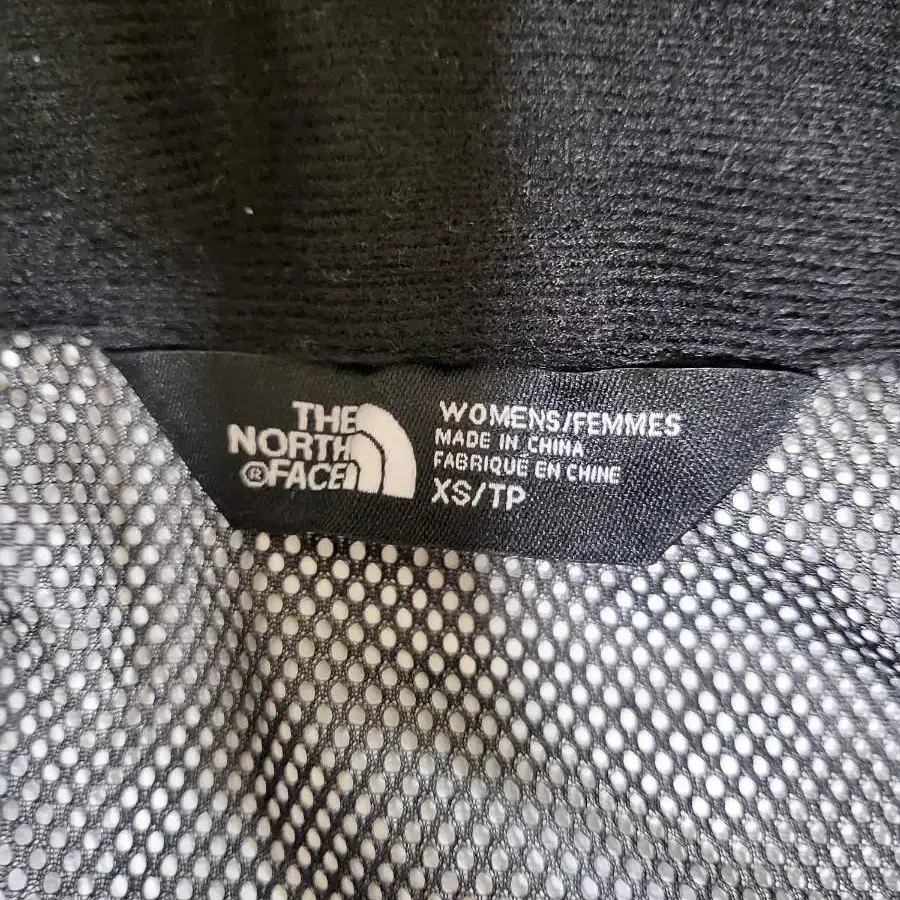 THE
NORTH
®FACE
WOMENS/FEMMES
MADE IN CHINA
FABRIQUÉ EN CHINE
XS/TP